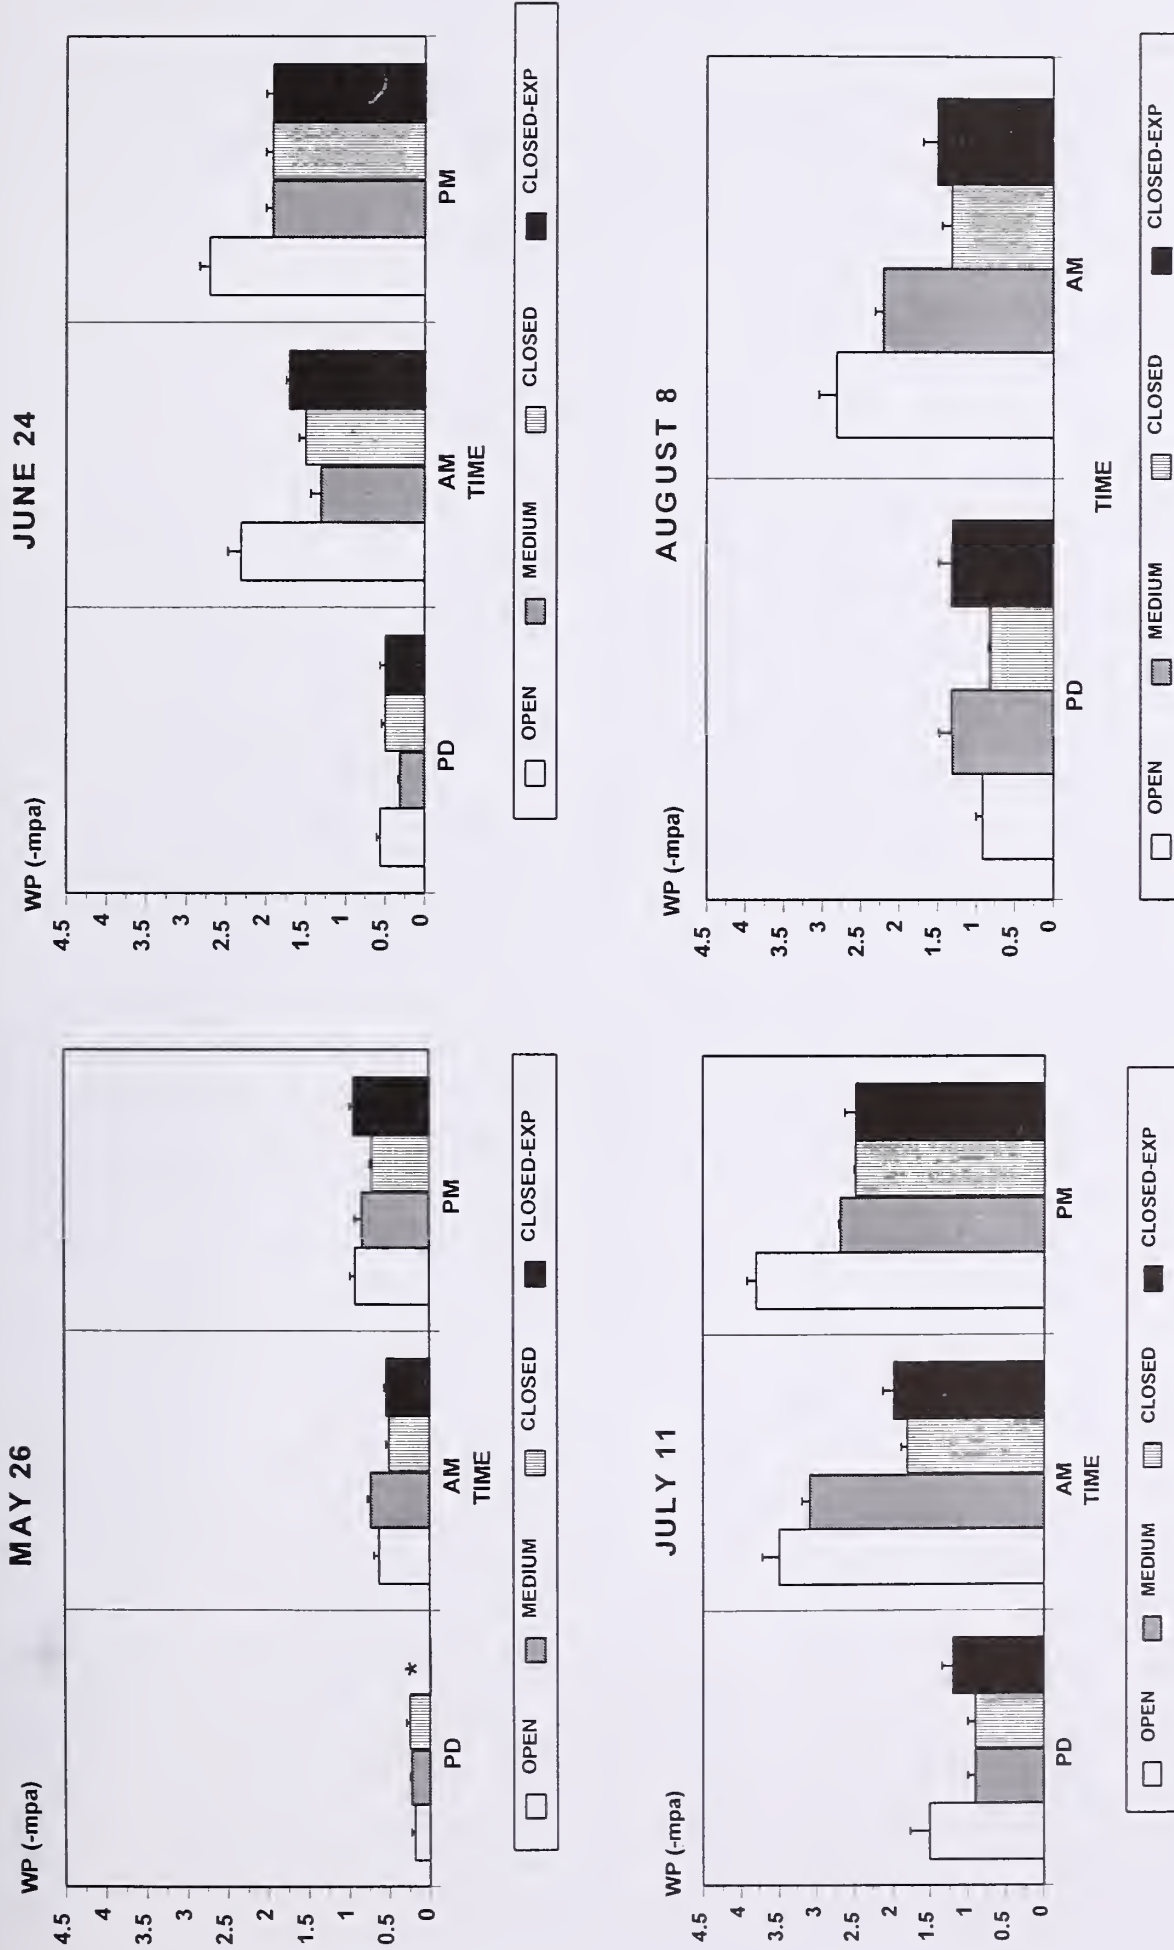 MAY 26
WP (-mpa)
4.5
4
3.5
3
2.5
2
1.5
1
0.5
0
*
PD AM PM
TIME
OPEN MEDIUM CLOSED CLOSED-EXP
JUNE 24
WP (-mpa)
4.5
4
3.5
3
2.5
2
1.5
1
0.5
0
PD AM PM
TIME
OPEN MEDIUM CLOSED CLOSED-EXP
JULY 11
WP (-mpa)
4.5
4
3.5
3
2.5
2
1.5
1
0.5
0
PD AM PM
TIME
OPEN MEDIUM CLOSED CLOSED-EXP
AUGUST 8
WP (-mpa)
4.5
4
3.5
3
2.5
2
1.5
1
0.5
0
PD AM
TIME
OPEN MEDIUM CLOSED CLOSED-EXP